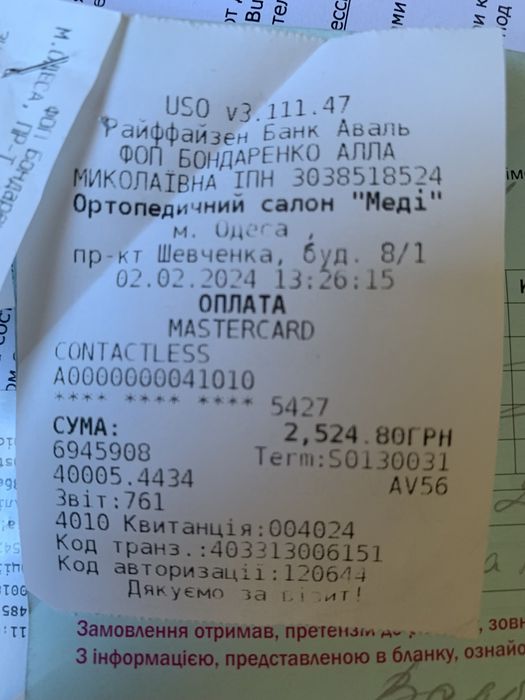 USO v3.111.47
Райффайзен Банк Аваль
ФОП БОНДАРЕНКО АЛЛА
МИКОЛАЇВНА ІПН 3038518524
Ортопедичний салон "Меді"
м. Одеса ,
пр-кт Шевченка, буд. 8/1
02.02.2024 13:26:15
ОПЛАТА
MASTERCARD
CONTACTLESS
A0000000041010
**** **** **** 5427
СУМА: 2,524.80ГРН
6945908 Term:S0130031
40005.4434 AV56
Звіт:761
4010 Квитанція:004024
Код транз.:403313006151
Код авторизації:120644
Дякуємо за візит!
Замовлення отримав, претензій до
З інформацією, представленою в бланку,